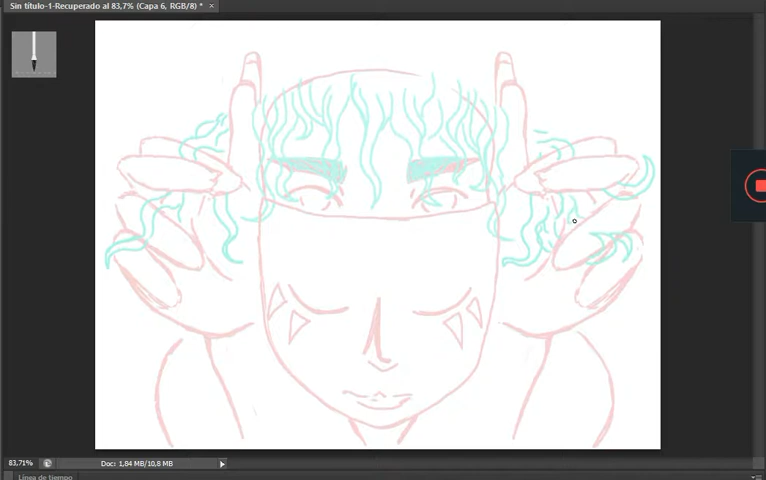 Sin título-1-Recuperado al 83,7% (Capa 6, RGB/8) *
83,71%
Doc: 1,84 MB/10,8 MB
Línea de tiempo